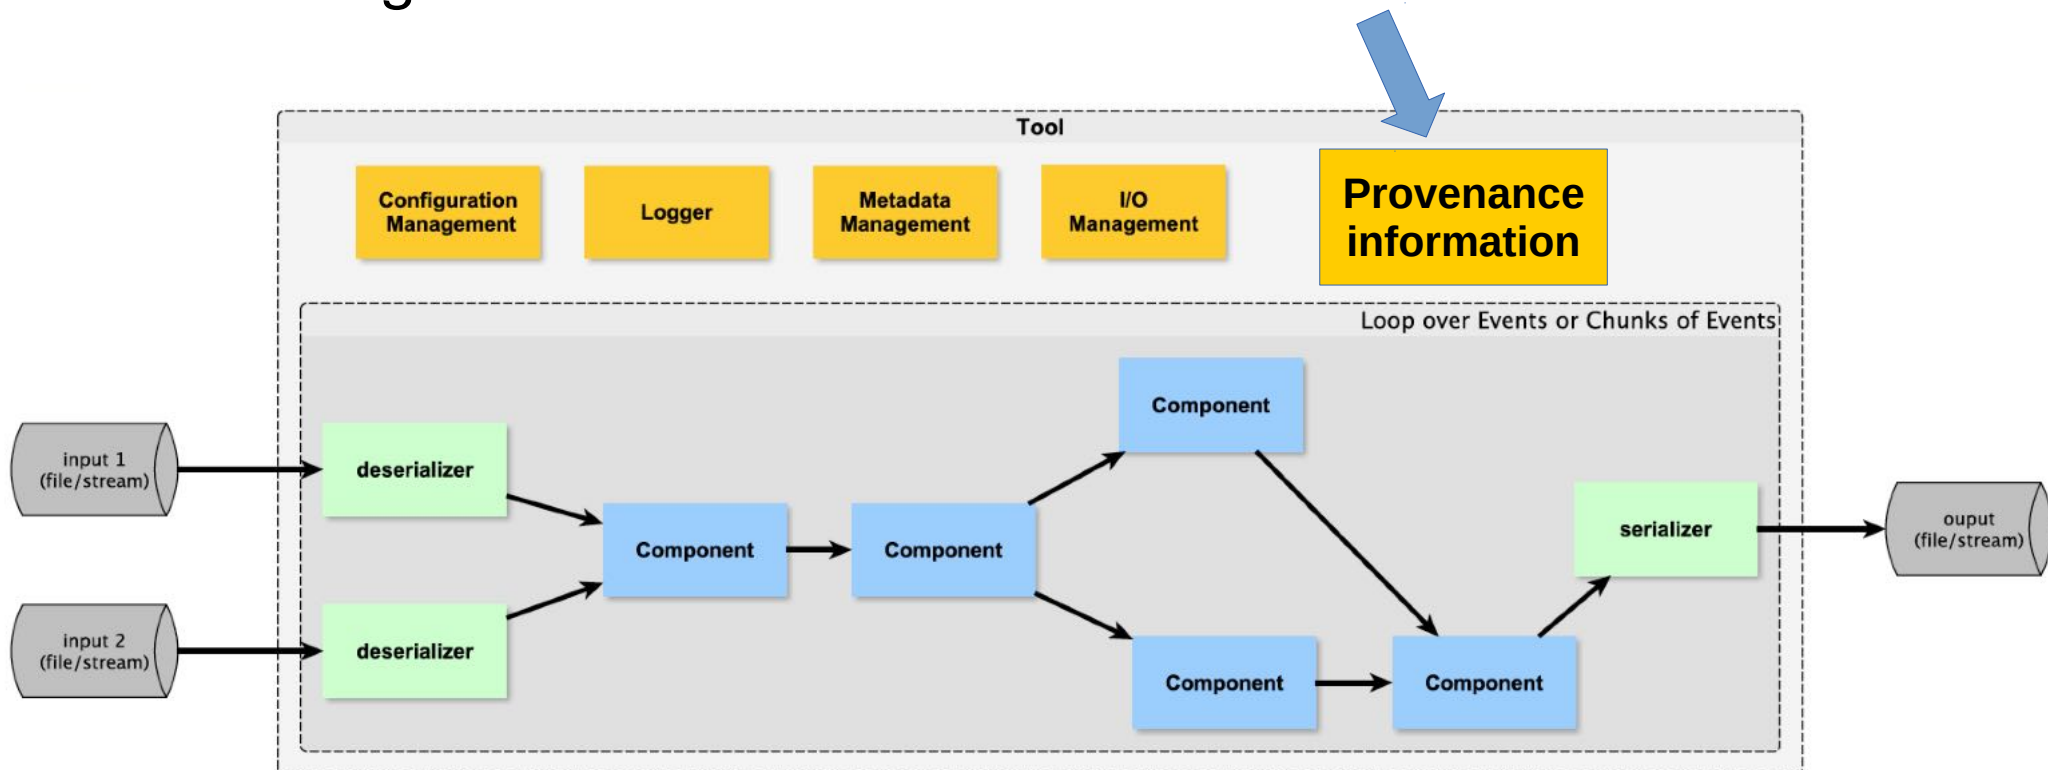 g
Tool
Configuration
Management
Logger
Metadata
Management
I/O
Management
Provenance
information
Loop over Events or Chunks of Events
Component
input 1
(file/stream)
deserializer
Component
Component
serializer
ouput
(file/stream)
input 2
(file/stream)
deserializer
Component
Component